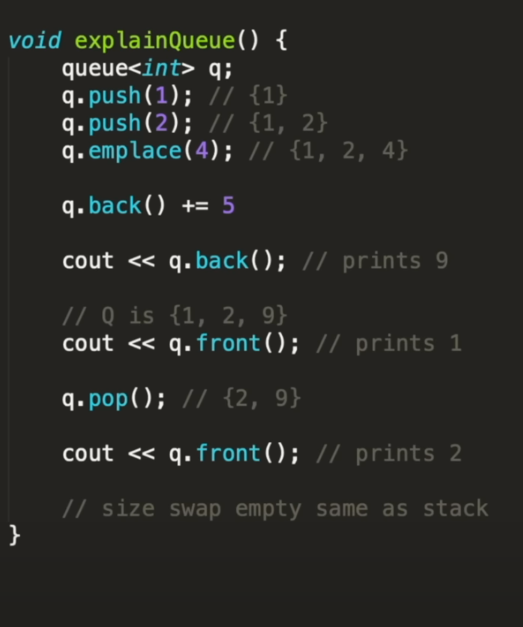 void explainQueue() {
queue<int> q;
q.push(1); // {1}
q.push(2); // {1, 2}
q.emplace(4); // {1, 2, 4}
q.back() += 5
cout << q.back(); // prints 9
// Q is {1, 2, 9}
cout << q.front(); // prints 1
q.pop(); // {2, 9}
cout << q.front(); // prints 2
// size swap empty same as stack
}